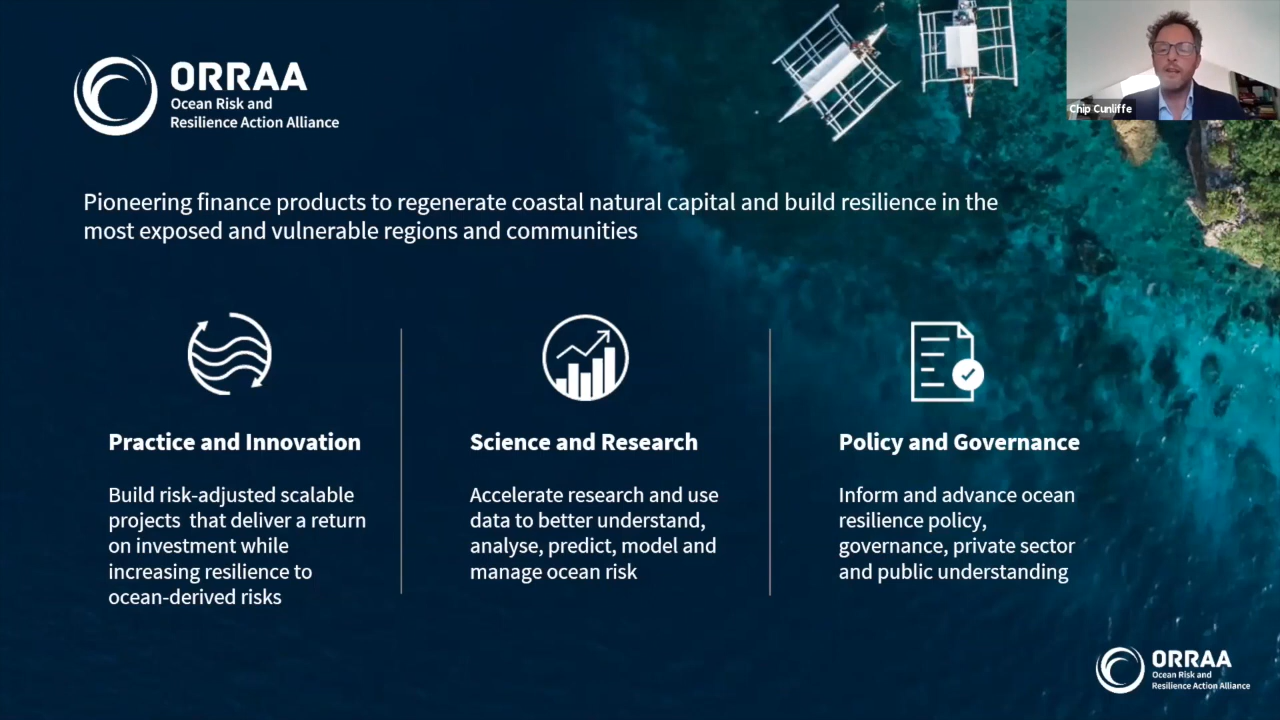 ORRAA
Ocean Risk and
Resilience Action Alliance
Chip Cunliffe
Pioneering finance products to regenerate coastal natural capital and build resilience in the
most exposed and vulnerable regions and communities
Practice and Innovation
Build risk-adjusted scalable
projects that deliver a return
on investment while
increasing resilience to
ocean-derived risks
Science and Research
Accelerate research and use
data to better understand,
analyse, predict, model and
manage ocean risk
Policy and Governance
Inform and advance ocean
resilience policy,
governance, private sector
and public understanding
ORRAA
Ocean Risk and
Resilience Action Alliance